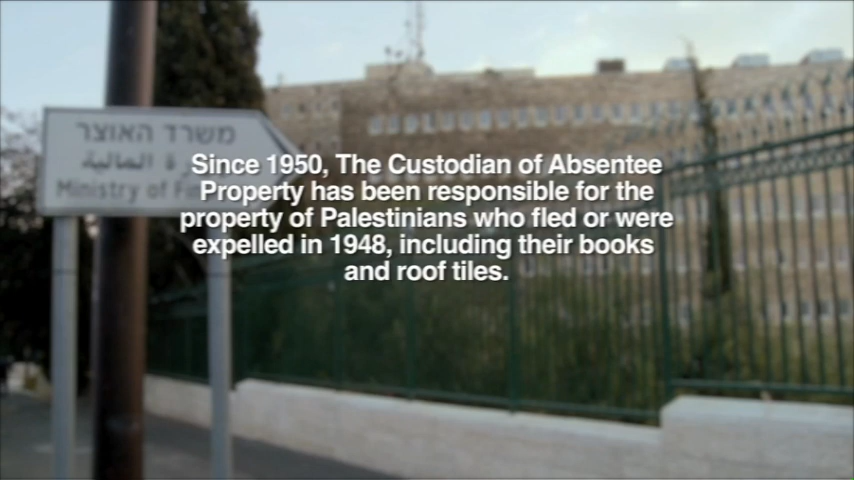 משרד האוצר
המالية
Ministry of
Since 1950, The Custodian of Absentee
Property has been responsible for the
property of Palestinians who fled or were
expelled in 1948, including their books
and roof tiles.